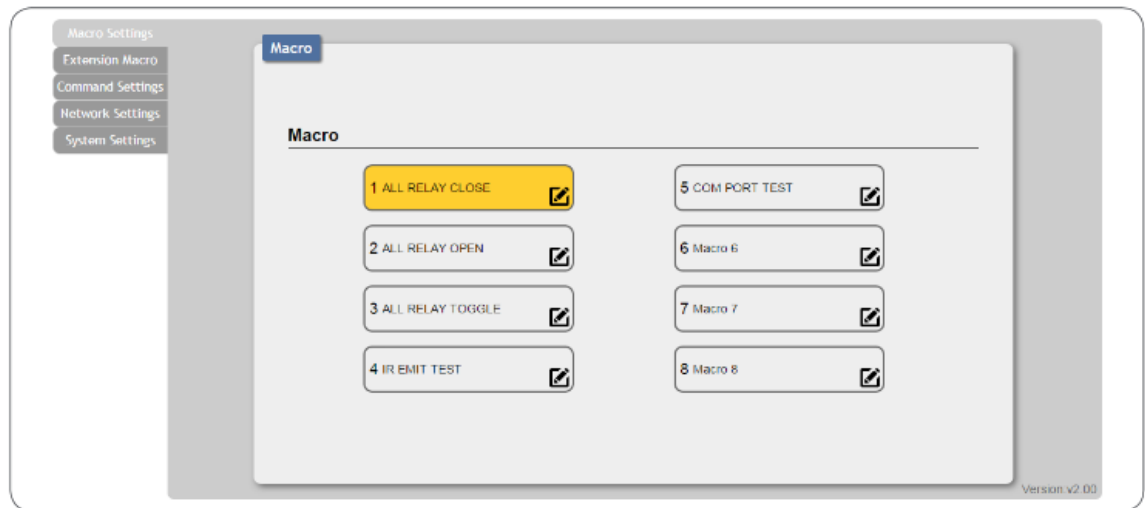 Macro Settings
Extension Macro
Command Settings
Network Settings
System Settings
Macro
Macro
1 ALL RELAY CLOSE
2 ALL RELAY OPEN
3 ALL RELAY TOGGLE
4 IR EMIT TEST
5 COM PORT TEST
6 Macro 6
7 Macro 7
8 Macro 8
Version:v2.00